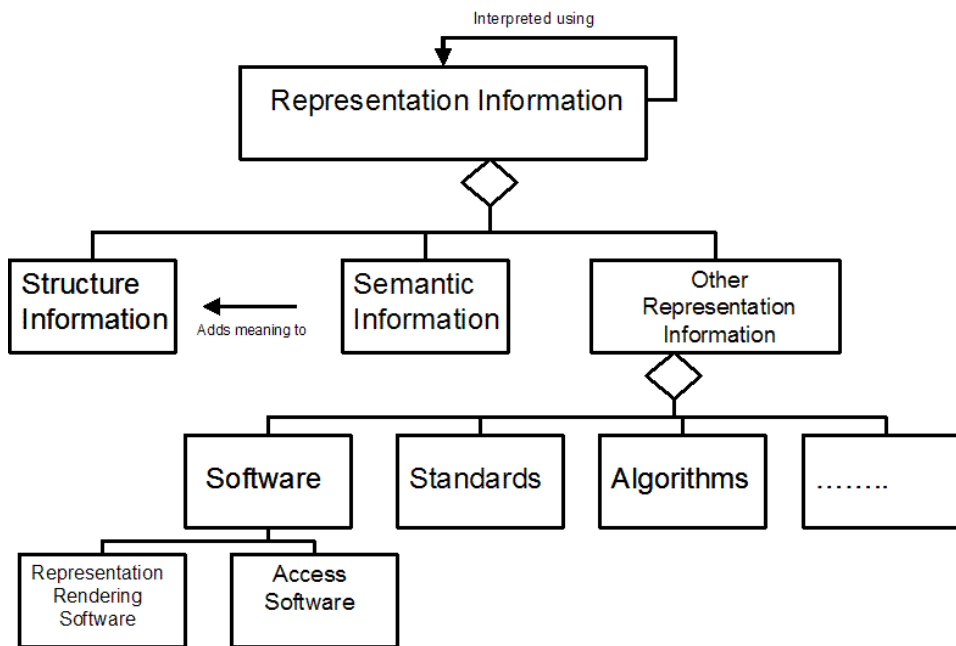 Interpreted using
Representation Information
Structure
Information
Adds meaning to
Semantic
Information
Other
Representation
Information
Software
Standards
Algorithms
……..
Representation
Rendering
Software
Access
Software